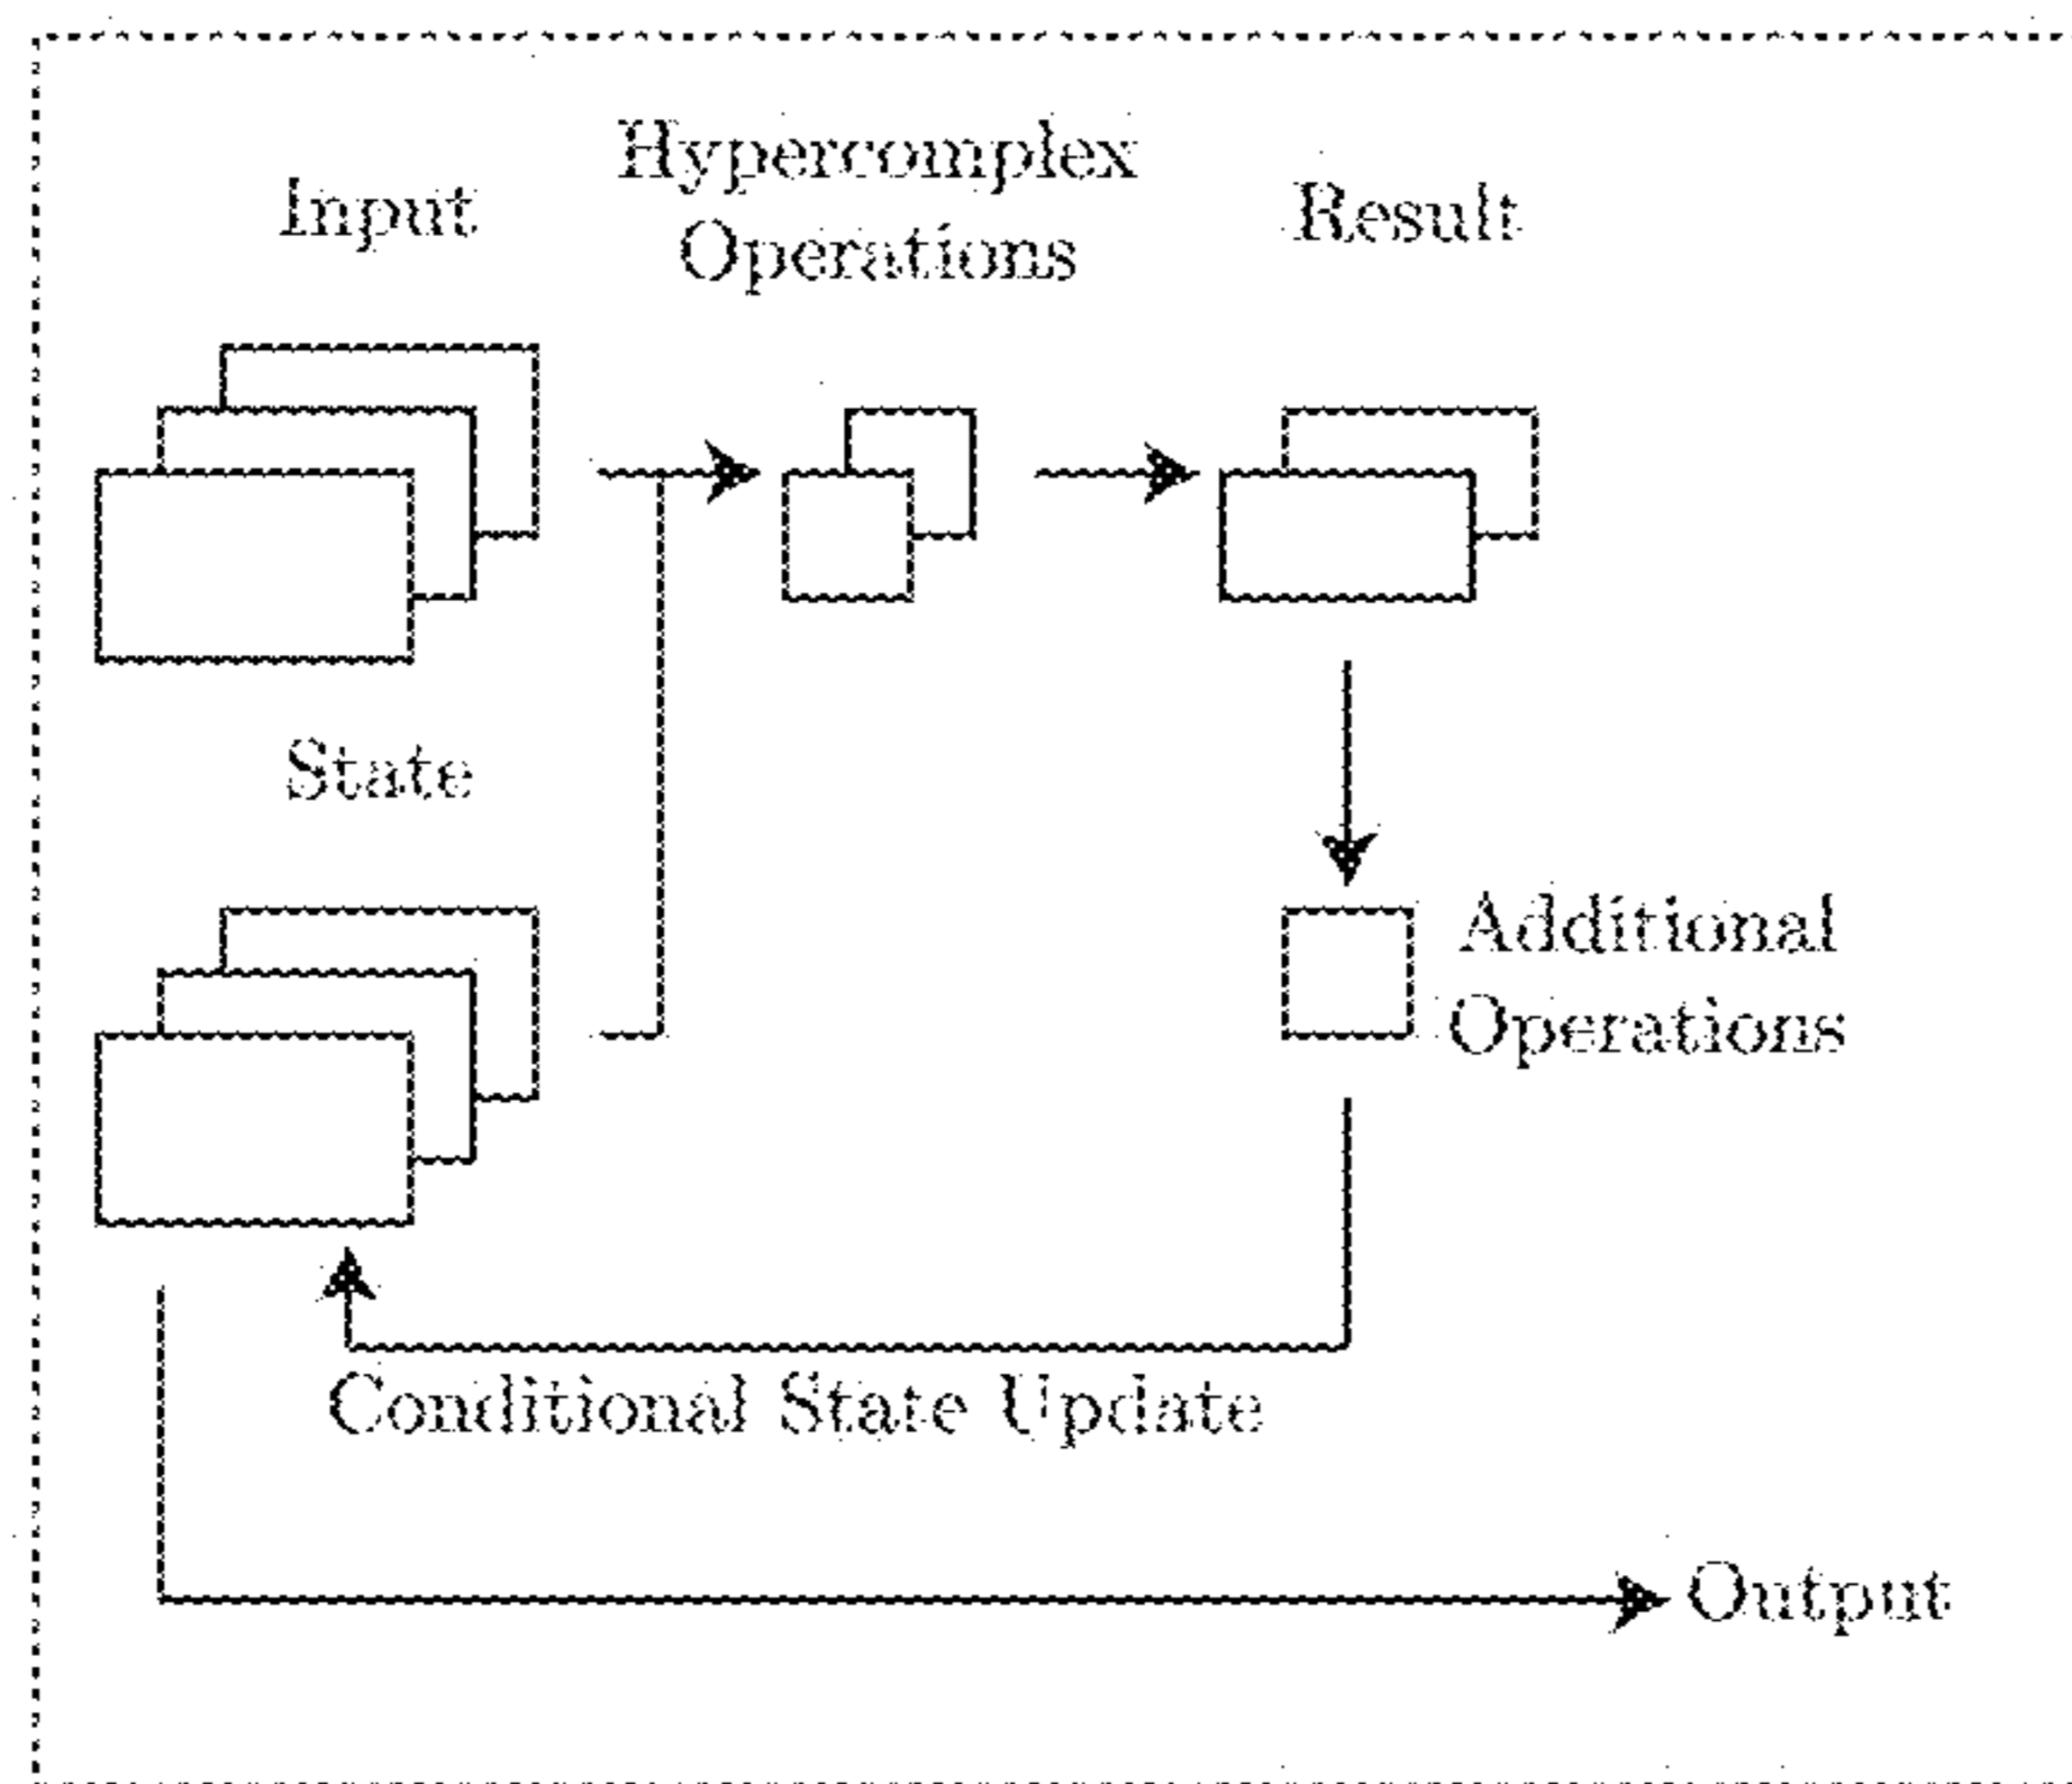 Input
Hypercomplex
Operations
Result
State
Additional
Operations
Conditional State Update
Output